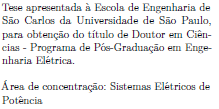 Tese apresentada à Escola de Engenharia de
São Carlos da Universidade de São Paulo,
para obtenção do título de Doutor em Ciên-
cias - Programa de Pós-Graduação em Enge-
nharia Elétrica.
Área de concentração: Sistemas Elétricos de
Potência